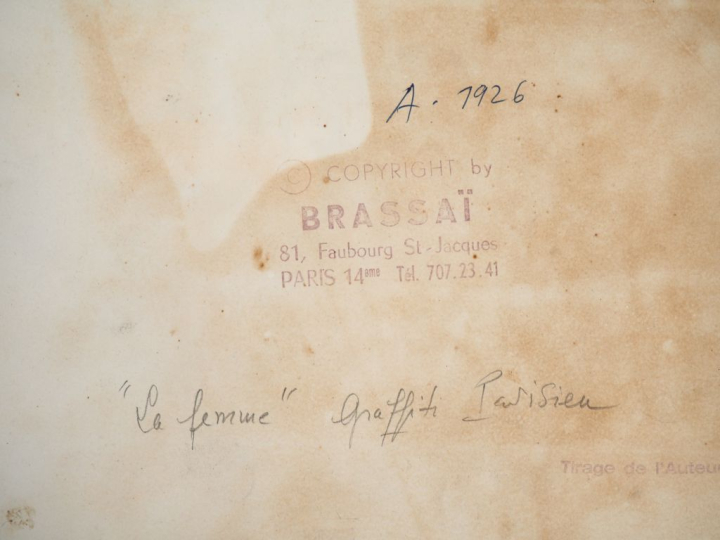 A. 1926
© COPYRIGHT by
BRASSAÏ
81, Faubourg St-Jacques
PARIS 14ème Tél. 707.23.41
"La femme" Graffiti Parisien
Tirage de l'Auteu